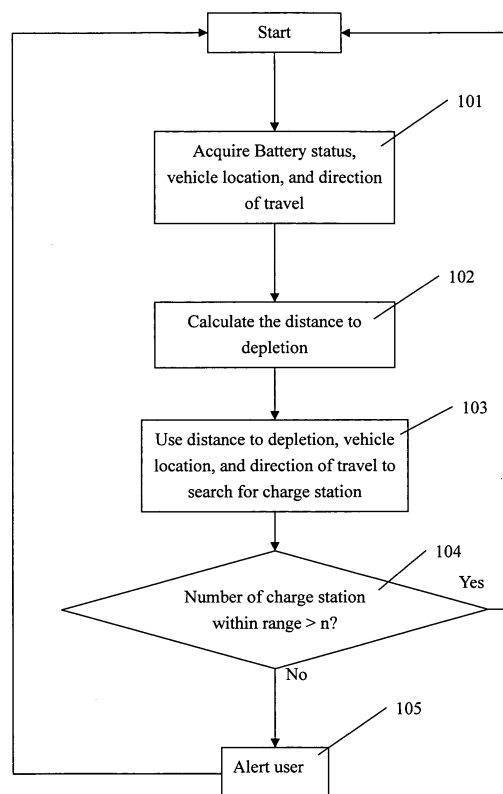 Start
101
Acquire Battery status,
vehicle location, and direction
of travel
102
Calculate the distance to
depletion
103
Use distance to depletion, vehicle
location, and direction of travel to
search for charge station
104
Yes
Number of charge station
within range > n?
No
105
Alert user